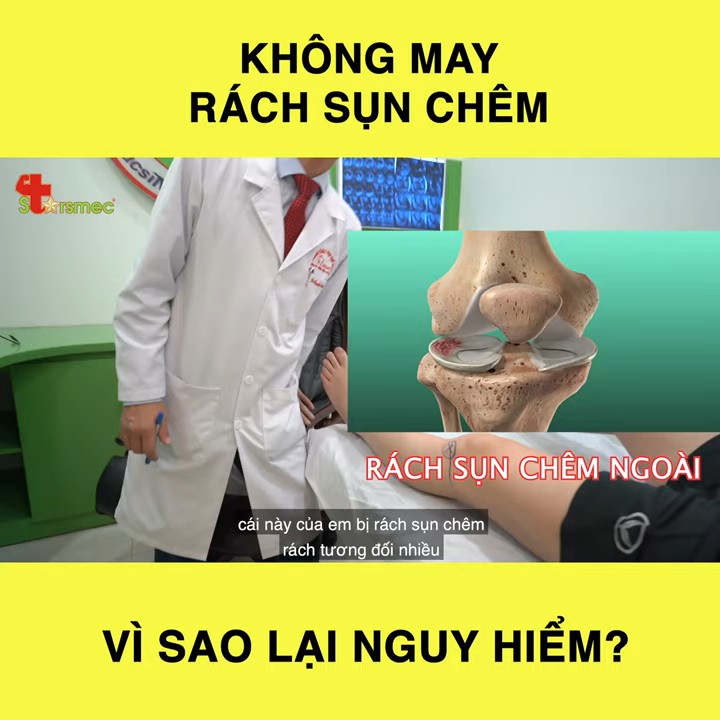 KHÔNG MAY
RÁCH SỤN CHÊM
Starsmec
RÁCH SỤN CHÊM NGOÀI
cái này của em bị rách sụn chêm
rách tương đối nhiều
VÌ SAO LẠI NGUY HIỂM?